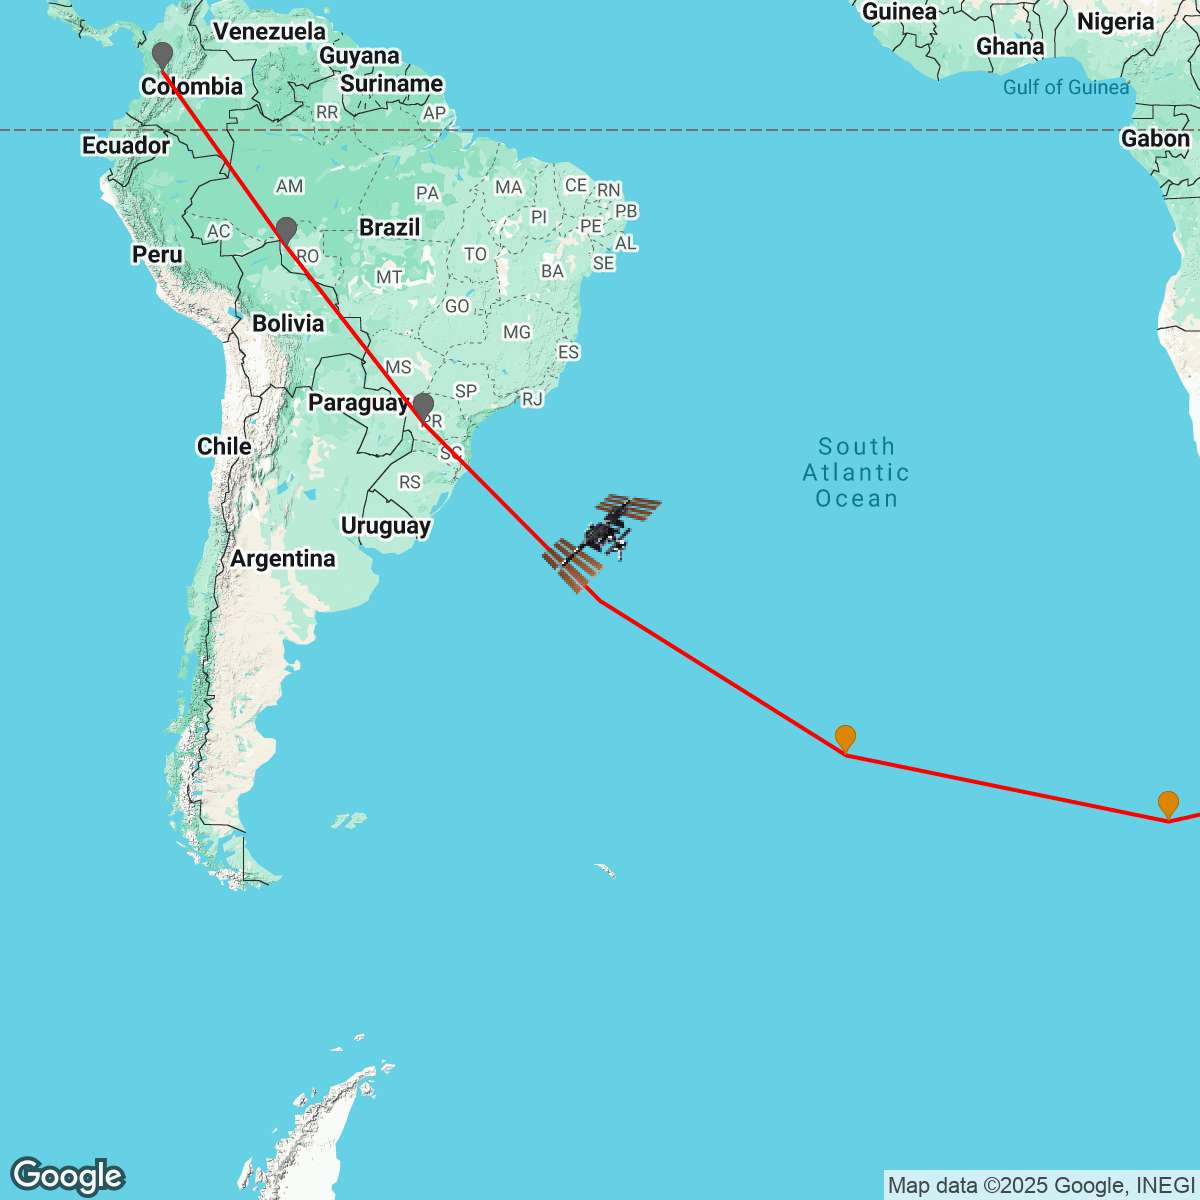 Guinea
Nigeria
Venezuela
Ghana
Guyana
Suriname
Colombia
Gulf of Guinea
RR
AP
Gabon
Ecuador
AM
PA
MA
CE
RN
PB
PI
PE
AC
Brazil
AL
Peru
RO
TO
SE
MT
BA
GO
Bolivia
MG
ES
MS
SP
RJ
Paraguay
PR
Chile
SC
South
Atlantic
Ocean
RS
Uruguay
Argentina
Google
Map data ©2025 Google, INEGI